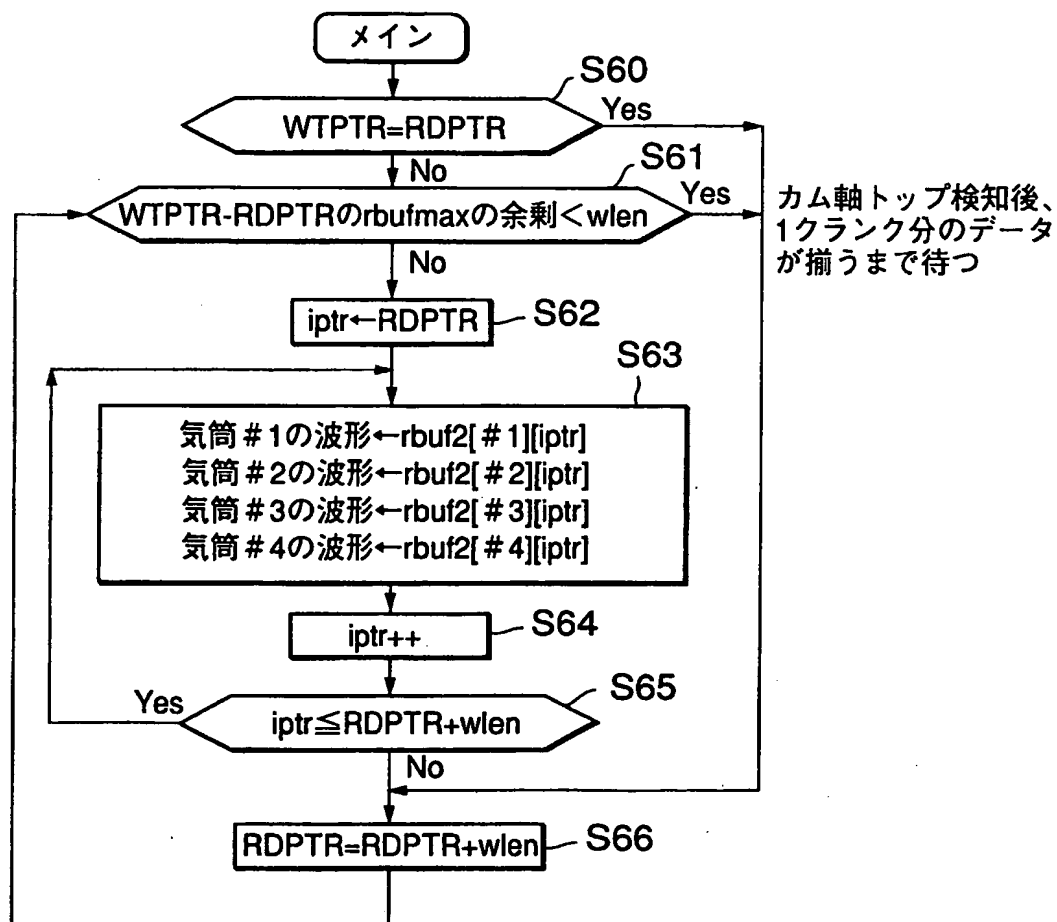 メイン
S60
WTPTR=RDPTR
Yes
No
S61
WTPTR-RDPTRのrbufmaxの余剰<wlen
Yes
カム軸トップ検知後、
1クランク分のデータ
が揃うまで待つ
No
iptr←RDPTR
S62
S63
気筒#1の波形←rbuf2[#1][iptr]
気筒#2の波形←rbuf2[#2][iptr]
気筒#3の波形←rbuf2[#3][iptr]
気筒#4の波形←rbuf2[#4][iptr]
iptr++
S64
S65
Yes
iptr≦RDPTR+wlen
No
RDPTR=RDPTR+wlen
S66